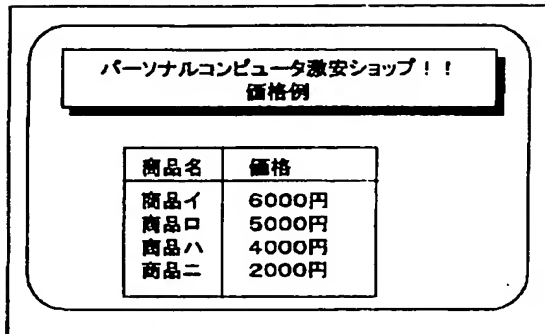 パーソナルコンピュータ激安ショップ！！
価格例
商品名 価格
商品イ 6000円
商品ロ 5000円
商品ハ 4000円
商品ニ 2000円